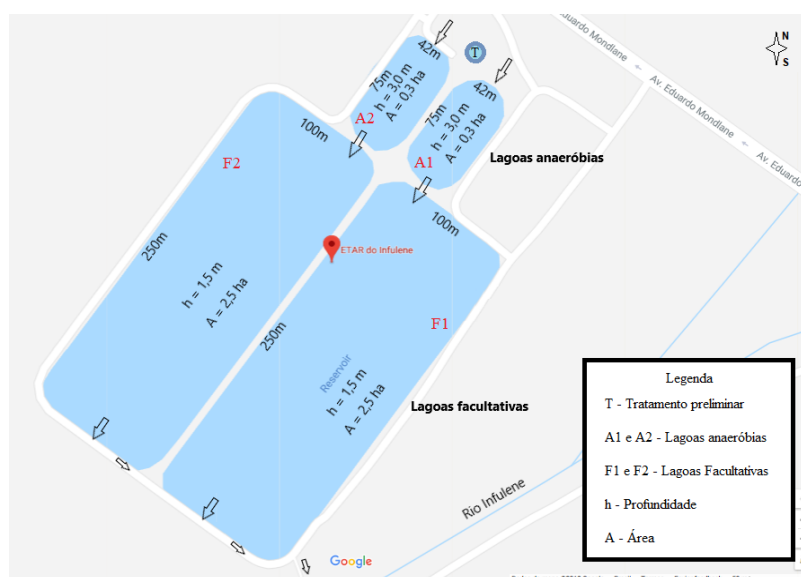 N
S
42m
T
75m
h = 3,0 m
A = 0,3 ha
A2
42m
75m
h = 3,0 m
A = 0,3 ha
A1
Av. Eduardo Mondlane
Av. Eduardo Mondlane
Lagoas anaeróbias
100m
F2
100m
250m
h = 1,5 m
A = 2,5 ha
ETAR do Infulene
F1
250m
Reservoir
h = 1,5 m
A = 2,5 ha
Lagoas facultativas
Rio Infulene
Legenda
T - Tratamento preliminar
A1 e A2 - Lagoas anaeróbias
F1 e F2 - Lagoas Facultativas
h - Profundidade
A - Área
Google